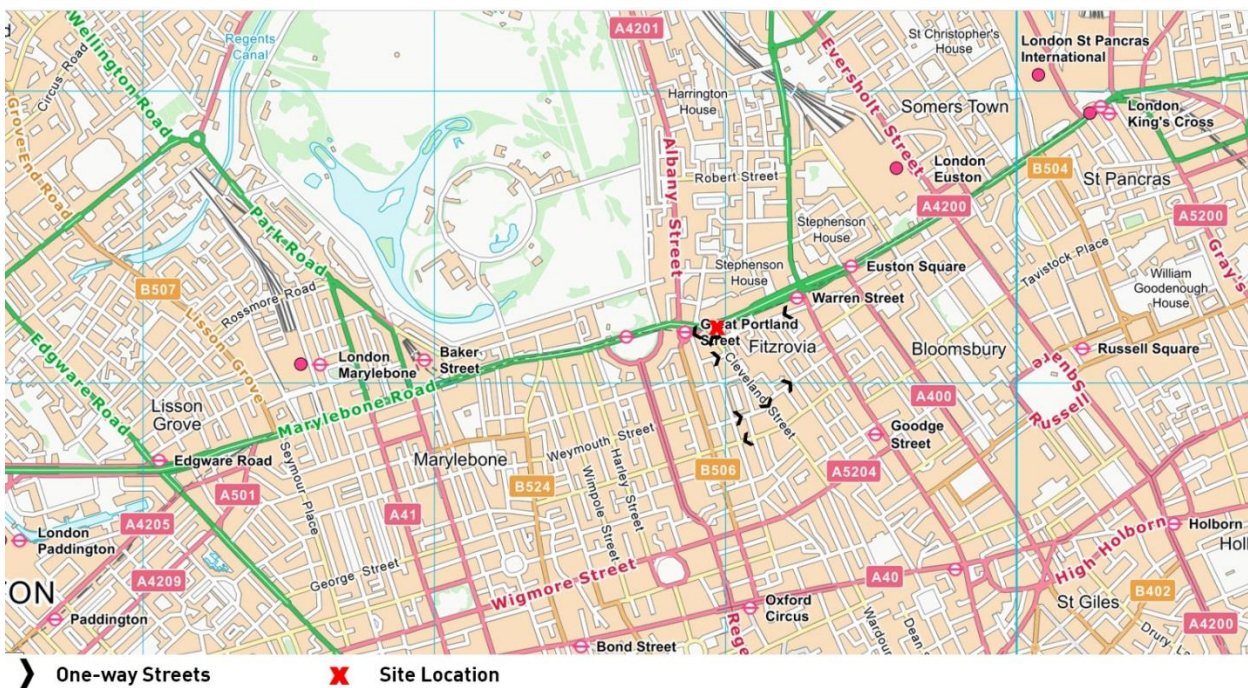 Wellington Road
Circus Road
Regents
Canal
Grove End Road
A4201
Harrington
House
Albany Street
Robert Street
Eversholt Street
St Christopher's
House
Somers Town
London St Pancras
International
London
King's Cross
London
Euston
B504
St Pancras
A4200
A5200
Gray's
Stephenson
House
Stephenson
House
Euston Square
Tavistock Place
William
Goodenough
House
Warren Street
Park Road
B507
Rossmore Road
Lisson Grove
Edgware Road
London
Marylebone
Baker
Street
Marylebone Road
Great Portland
Street
Fitzrovia
Bloomsbury
Russell Square
Russell Square
Cleveland Street
A400
Lisson
Grove
Edgware Road
Seymour Place
Marylebone
Weymouth Street
Goodge
Street
Harley Street
Wimpole Street
B524
B506
A5204
A501
A41
A4205
London
Paddington
A4209
George Street
Wigmore Street
A40
High Holborn
Holborn
Holl
ON
Paddington
Oxford
Circus
Rege
Bond Street
Wardou
Dean S
St Giles
B402
Drury L
A4200
One-way Streets
Site Location